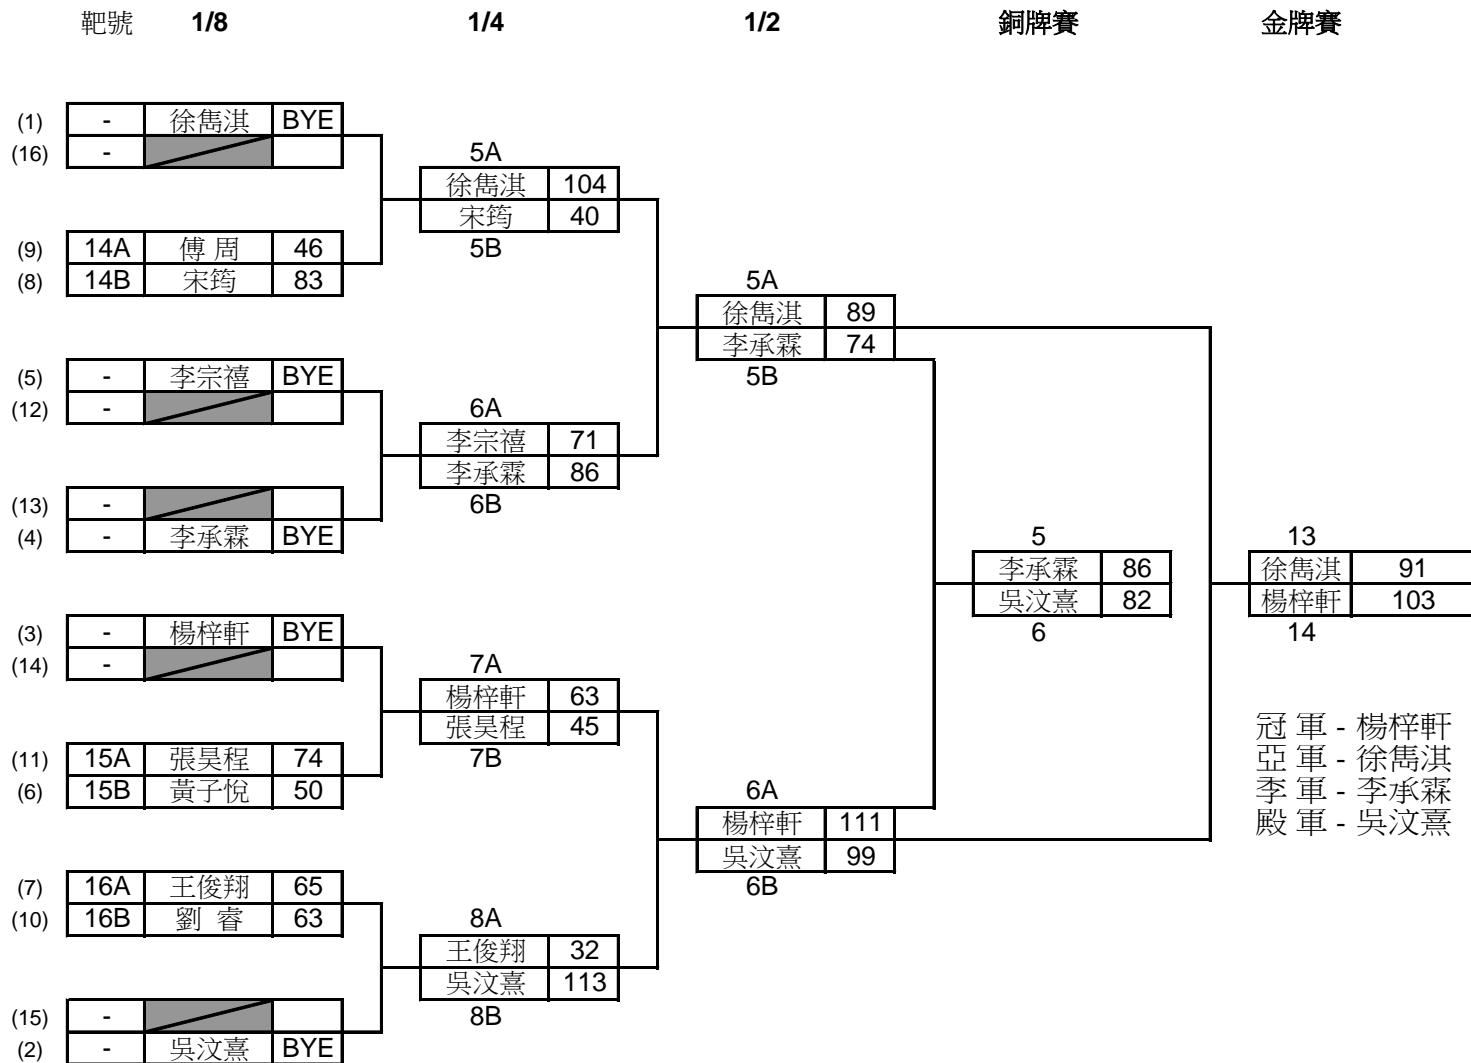 靶號 1/8 1/4 1/2 銅牌賽 金牌賽
(1) - 徐雋淇 BYE
(16) -
5A
徐雋淇 104
宋筠 40
5B
(9) 14A 傅 周 46
(8) 14B 宋筠 83
5A
徐雋淇 89
李承霖 74
5B
(5) - 李宗禧 BYE
(12) -
6A
李宗禧 71
李承霖 86
6B
(13) -
(4) - 李承霖 BYE
5
李承霖 86
吳汶熹 82
6
13
徐雋淇 91
楊梓軒 103
14
(3) - 楊梓軒 BYE
(14) -
7A
楊梓軒 63
張昊程 45
7B
(11) 15A 張昊程 74
(6) 15B 黃子悅 50
6A
楊梓軒 111
吳汶熹 99
6B
冠 軍 - 楊梓軒
亞 軍 - 徐雋淇
季 軍 - 李承霖
殿 軍 - 吳汶熹
(7) 16A 王俊翔 65
(10) 16B 劉 睿 63
8A
王俊翔 32
吳汶熹 113
8B
(15) -
(2) - 吳汶熹 BYE